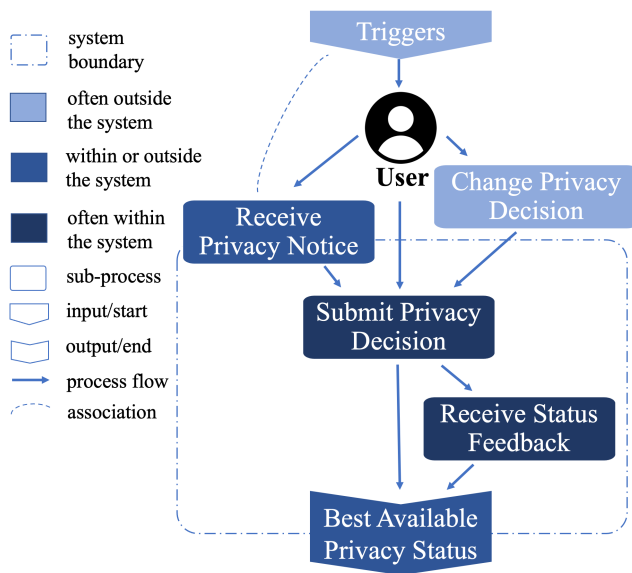 system
boundary
often outside
the system
within or outside
the system
often within
the system
sub-process
input/start
output/end
process flow
association
Triggers
User
Change Privacy
Decision
Receive
Privacy Notice
Submit Privacy
Decision
Receive Status
Feedback
Best Available
Privacy Status